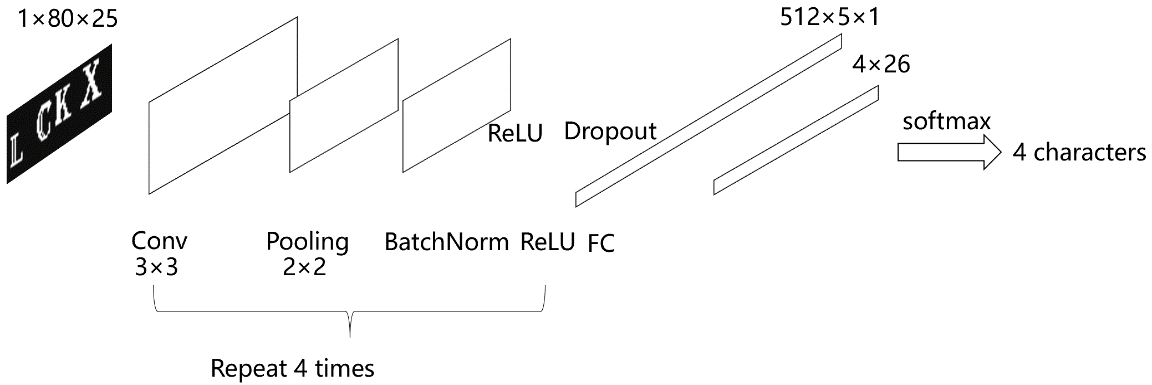 1×80×25
L CK X
ReLU
Dropout
512×5×1
4×26
softmax
4 characters
Conv
3×3
Pooling
2×2
BatchNorm
ReLU
FC
Repeat 4 times